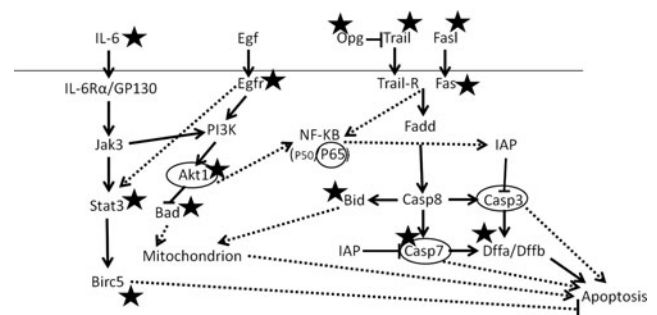 IL-6 Egf Opg Trail Fasl
IL-6Rα/GP130 Egfr Trail-R Fas
Jak3 PI3K NF-KB Fadd IAP
(P50/P65)
Akt1
Stat3 Bad Bid Casp8 Casp3
Mitochondrion IAP Casp7 Dffa/Dffb
Birc5 Apoptosis